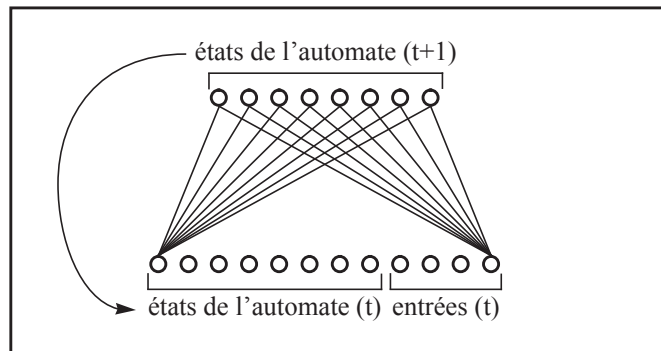 états de l’automate (t+1)
états de l’automate (t) entrées (t)